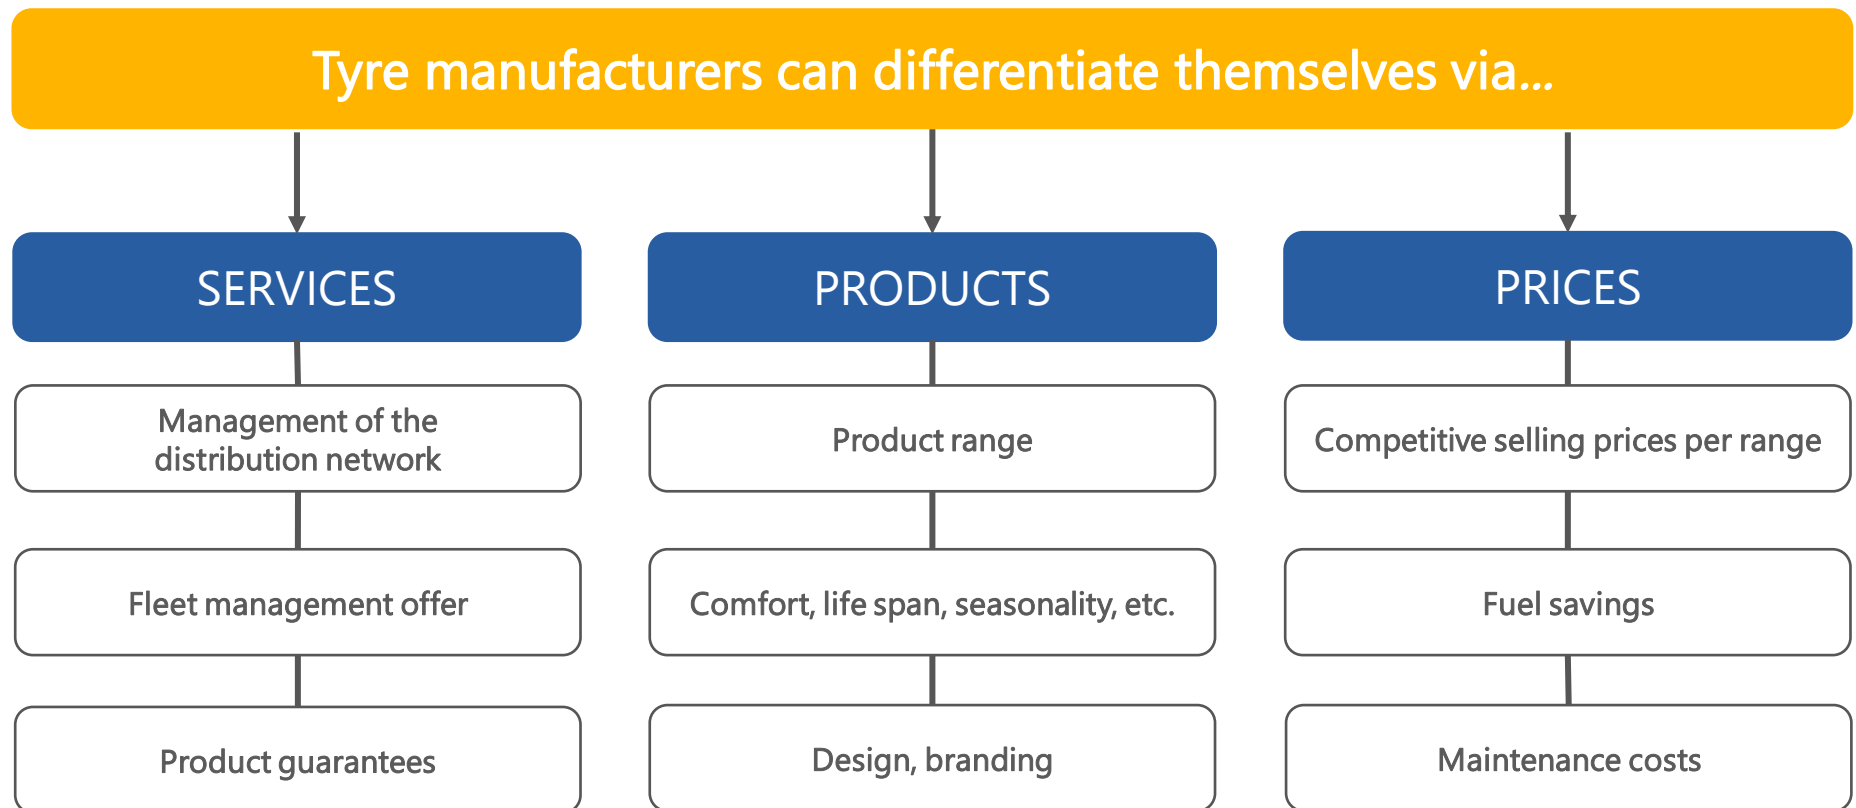 Tyre manufacturers can differentiate themselves via...
SERVICES
Management of the
distribution network
Fleet management offer
Product guarantees
PRODUCTS
Product range
Comfort, life span, seasonality, etc.
Design, branding
PRICES
Competitive selling prices per range
Fuel savings
Maintenance costs